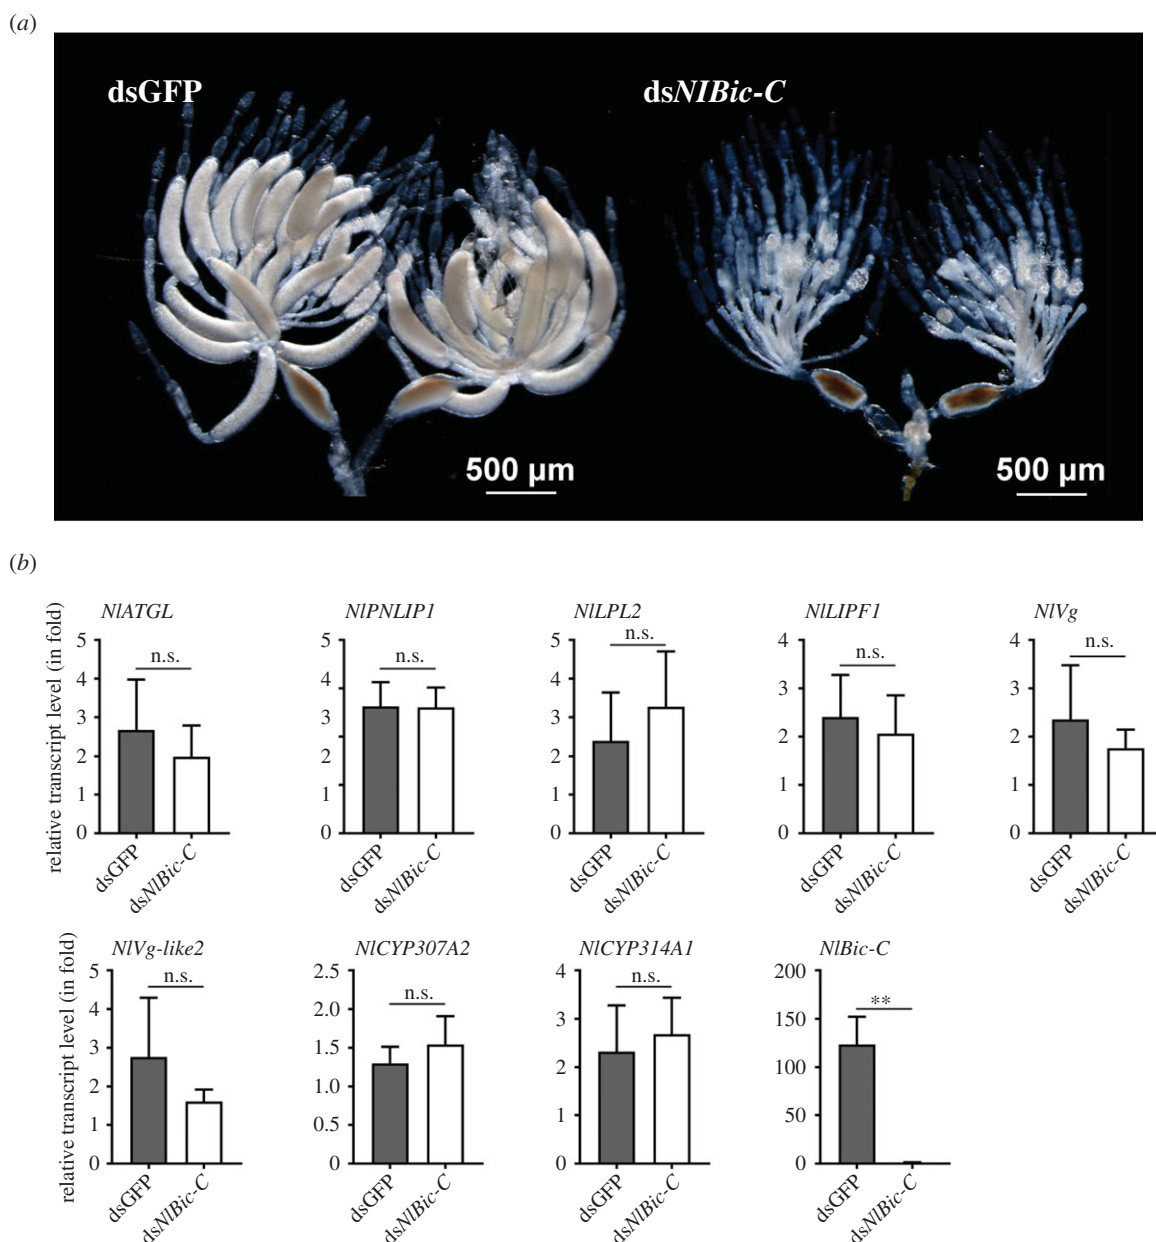 (a)
dsGFP dsNlBic-C
500 µm 500 µm
(b)
relative transcript level (in fold)
NlATGL NlPNLIP1 NlLPL2 NlLIPF1 NlVg
n.s. n.s. n.s. n.s. n.s.
5 5 5 4 4
4 4 4 3 3
3 3 3 2 2
2 2 2 1 1
1 1 1 0 0
0 0 0
dsGFP dsNlBic-C dsGFP dsNlBic-C dsGFP dsNlBic-C dsGFP dsNlBic-C dsGFP dsNlBic-C
relative transcript level (in fold)
NlVg-like2 NlCYP307A2 NlCYP314A1 NlBic-C
n.s. n.s. n.s. **
5 2.5 4 200
4 2.0 3 150
3 1.5 2 100
2 1.0 1 50
1 0.5 0 0
0 0
dsGFP dsNlBic-C dsGFP dsNlBic-C dsGFP dsNlBic-C dsGFP dsNlBic-C